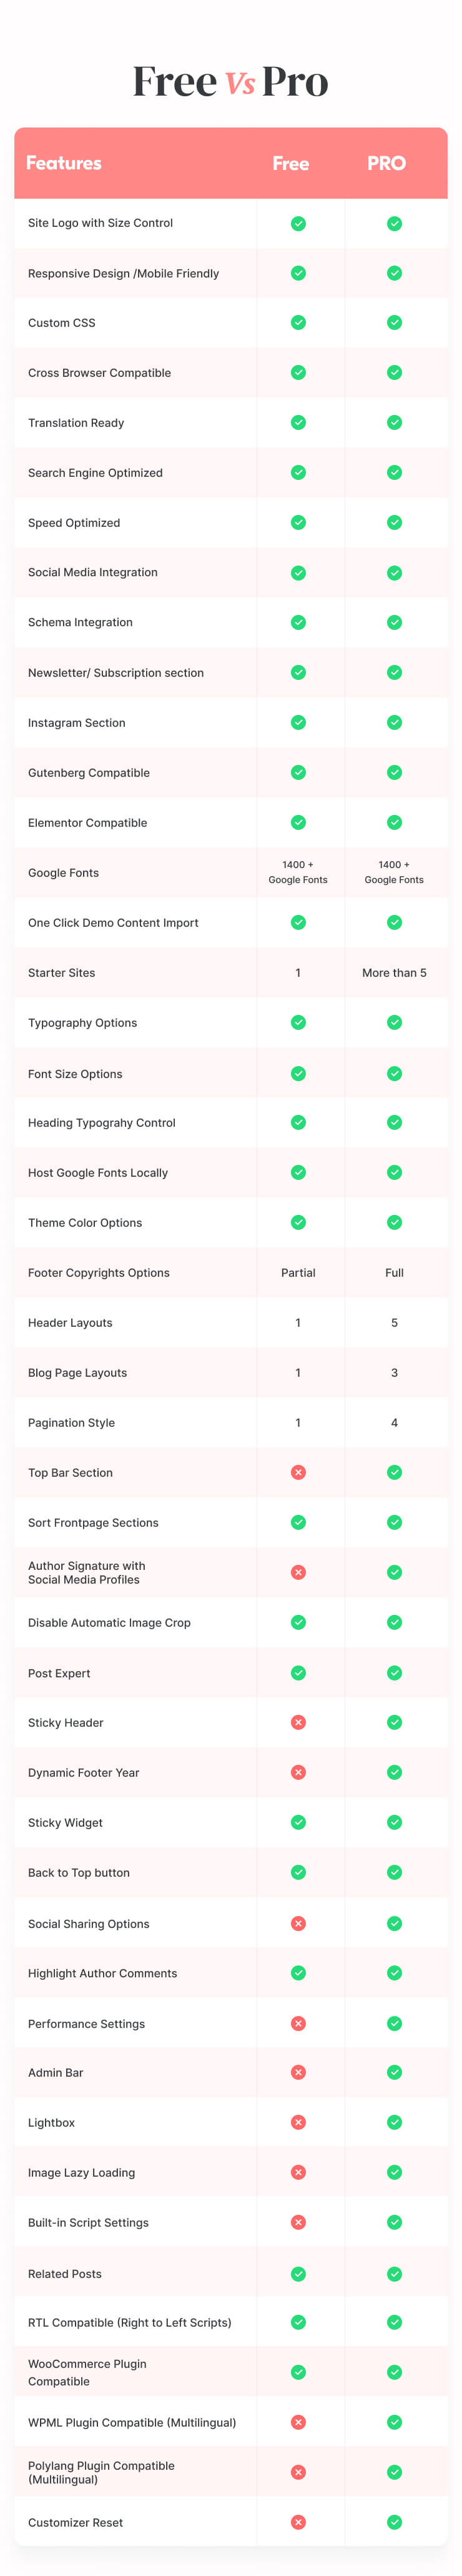 Free Vs Pro
Features Free PRO
Site Logo with Size Control
Responsive Design /Mobile Friendly
Custom CSS
Cross Browser Compatible
Translation Ready
Search Engine Optimized
Speed Optimized
Social Media Integration
Schema Integration
Newsletter/ Subscription section
Instagram Section
Gutenberg Compatible
Elementor Compatible
Google Fonts 1400 + Google Fonts 1400 + Google Fonts
One Click Demo Content Import
Starter Sites 1 More than 5
Typography Options
Font Size Options
Heading Typograhy Control
Host Google Fonts Locally
Theme Color Options
Footer Copyrights Options Partial Full
Header Layouts 1 5
Blog Page Layouts 1 3
Pagination Style 1 4
Top Bar Section
Sort Frontpage Sections
Author Signature with
Social Media Profiles
Disable Automatic Image Crop
Post Expert
Sticky Header
Dynamic Footer Year
Sticky Widget
Back to Top button
Social Sharing Options
Highlight Author Comments
Performance Settings
Admin Bar
Lightbox
Image Lazy Loading
Built-in Script Settings
Related Posts
RTL Compatible (Right to Left Scripts)
WooCommerce Plugin
Compatible
WPML Plugin Compatible (Multilingual)
Polylang Plugin Compatible
(Multilingual)
Customizer Reset